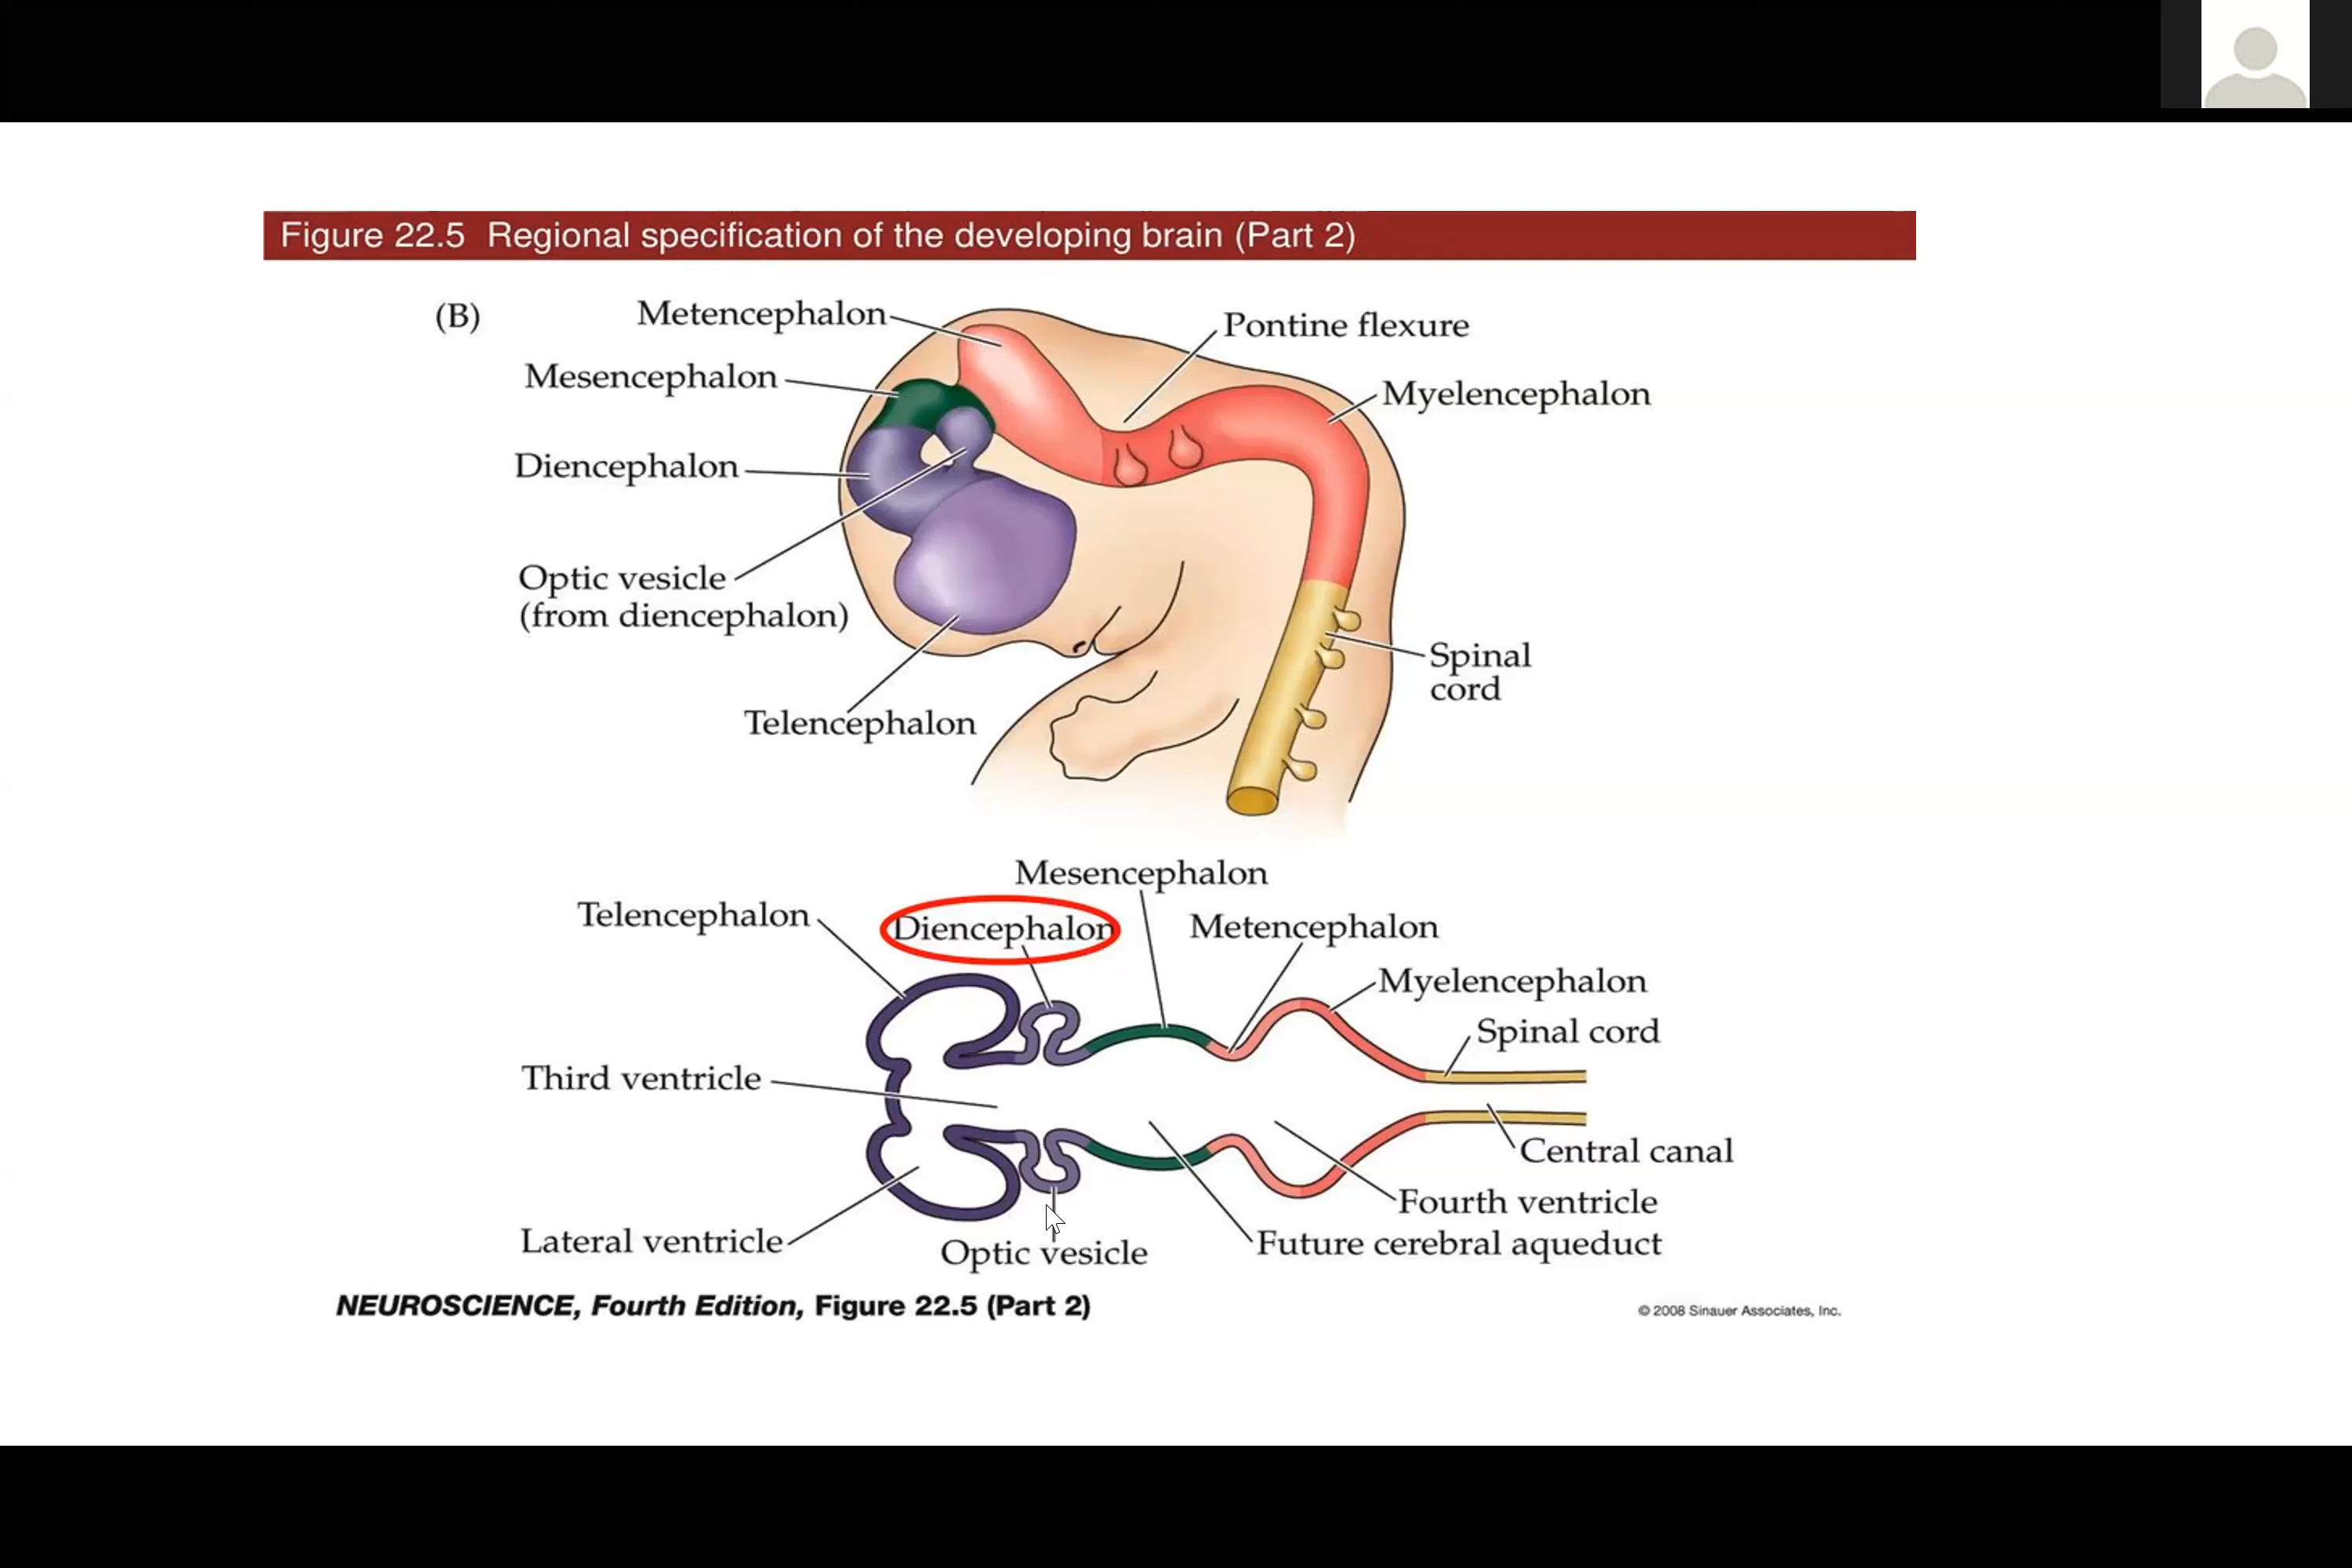 Figure 22.5 Regional specification of the developing brain (Part 2)
(B)
Metencephalon
Pontine flexure
Mesencephalon
Myelencephalon
Diencephalon
Optic vesicle
(from diencephalon)
Spinal
cord
Telencephalon
Mesencephalon
Telencephalon
Diencephalon
Metencephalon
Myelencephalon
Spinal cord
Third ventricle
Central canal
Fourth ventricle
Lateral ventricle
Optic vesicle
Future cerebral aqueduct
NEUROSCIENCE, Fourth Edition, Figure 22.5 (Part 2)
© 2008 Sinauer Associates, Inc.